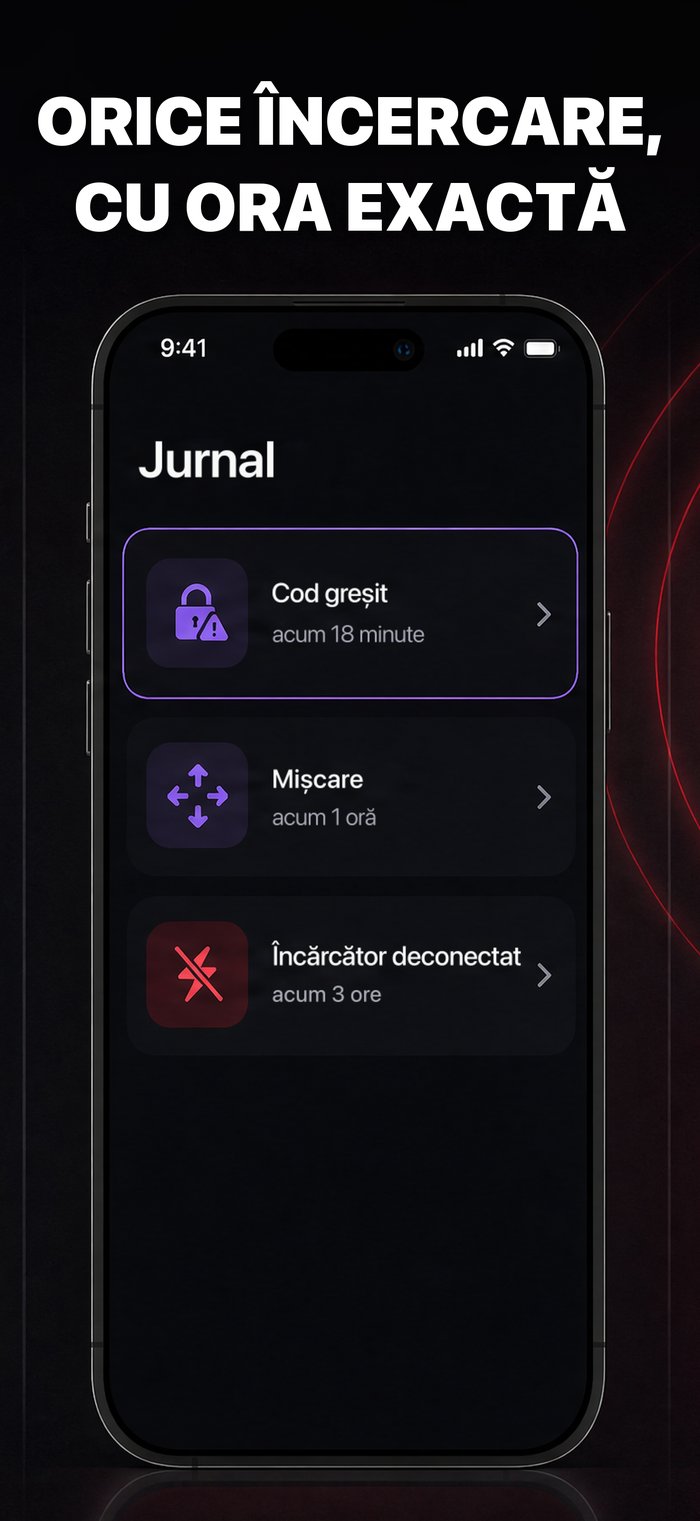 ORICE ÎNCERCARE,
CU ORA EXACTĂ
9:41
Jurnal
Cod greșit
acum 18 minute
Mișcare
acum 1 oră
Încărcător deconectat
acum 3 ore